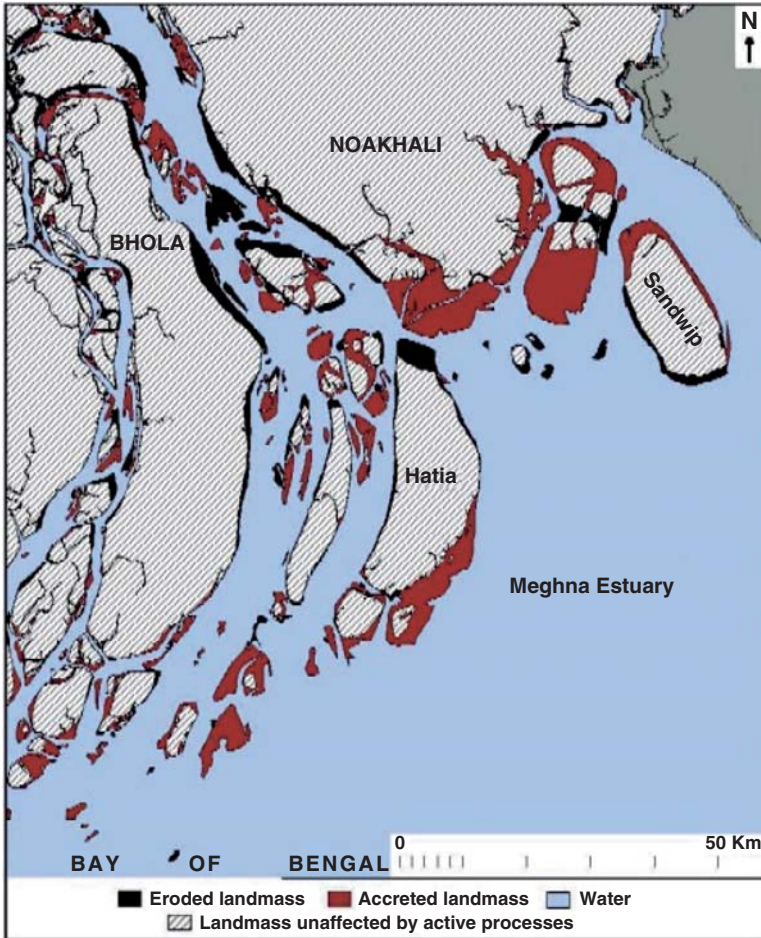 N
NOAKHALI
BHOLA
Sandwip
Hatia
Meghna Estuary
0 50 Km
BAY OF BENGAL
Eroded landmass Accreted landmass Water
Landmass unaffected by active processes